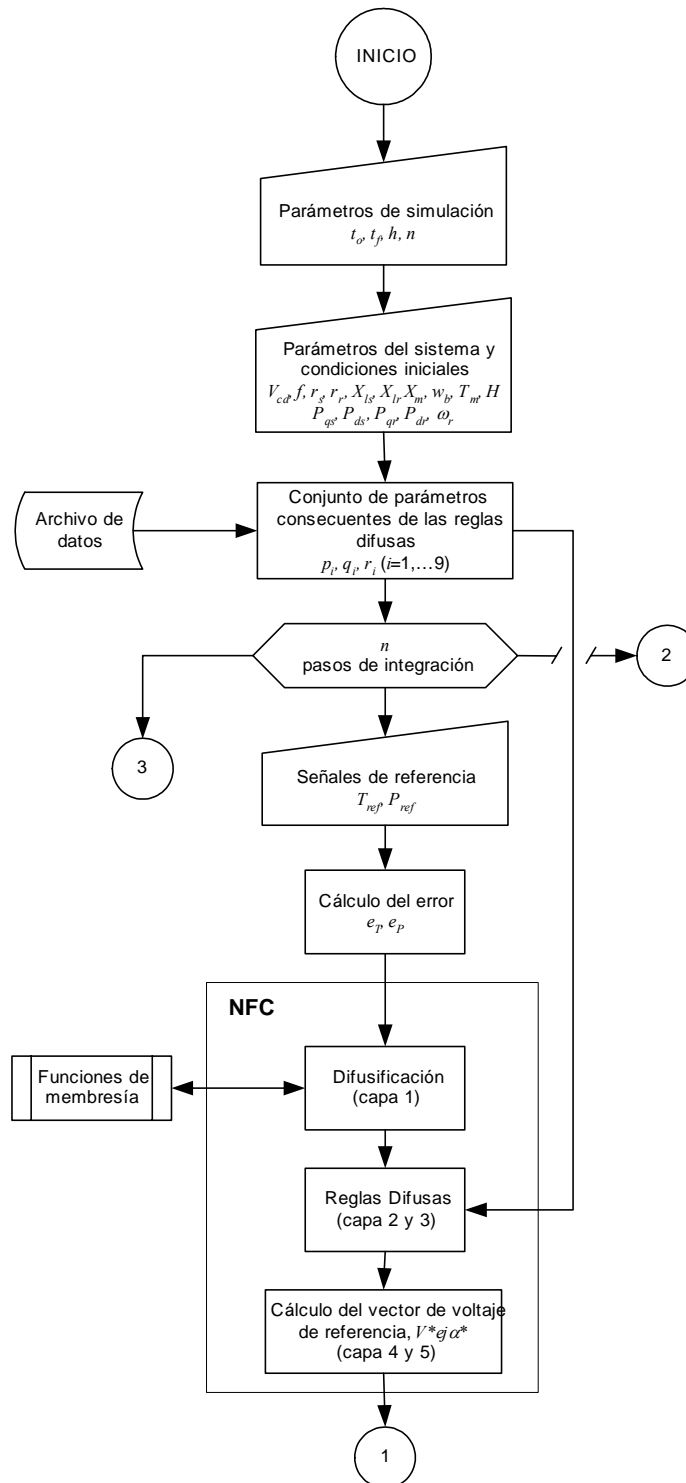 INICIO
Parámetros de simulación
t_o, t_f, h, n
Parámetros del sistema y
condiciones iniciales
V_cd, f, r_s, r_r, X_ls, X_lr X_m, w_b, T_m, H
P_qs, P_ds, P_qr, P_dr, ω_r
Archivo de
datos
Conjunto de parámetros
consecuentes de las reglas
difusas
p_i, q_i, r_i (i=1,…9)
n
pasos de integración
2
3
Señales de referencia
T_ref, P_ref
Cálculo del error
e_T, e_P
NFC
Funciones de
membresía
Difusificación
(capa 1)
Reglas Difusas
(capa 2 y 3)
Cálculo del vector de voltaje
de referencia, V*ejα*
(capa 4 y 5)
1